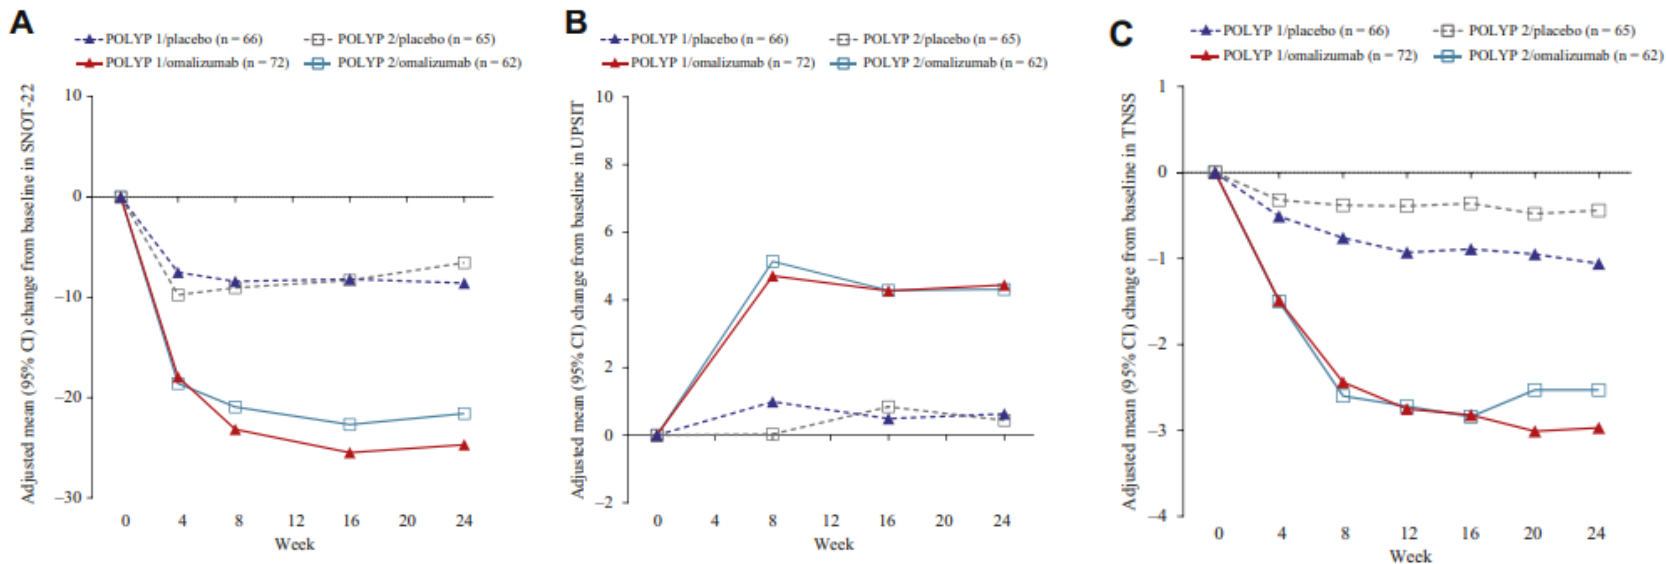 A
POLYP 1/placebo (n = 66) POLYP 2/placebo (n = 65)
POLYP 1/omalizumab (n = 72) POLYP 2/omalizumab (n = 62)
Adjusted mean (95% CI) change from baseline in SNOT-22
10
0
–10
–20
–30
0 4 8 12 16 20 24
Week
B
POLYP 1/placebo (n = 66) POLYP 2/placebo (n = 65)
POLYP 1/omalizumab (n = 72) POLYP 2/omalizumab (n = 62)
Adjusted mean (95% CI) change from baseline in UPSIT
10
8
6
4
2
0
–2
0 4 8 12 16 20 24
Week
C
POLYP 1/placebo (n = 66) POLYP 2/placebo (n = 65)
POLYP 1/omalizumab (n = 72) POLYP 2/omalizumab (n = 62)
Adjusted mean (95% CI) change from baseline in TNSS
1
0
–1
–2
–3
–4
0 4 8 12 16 20 24
Week